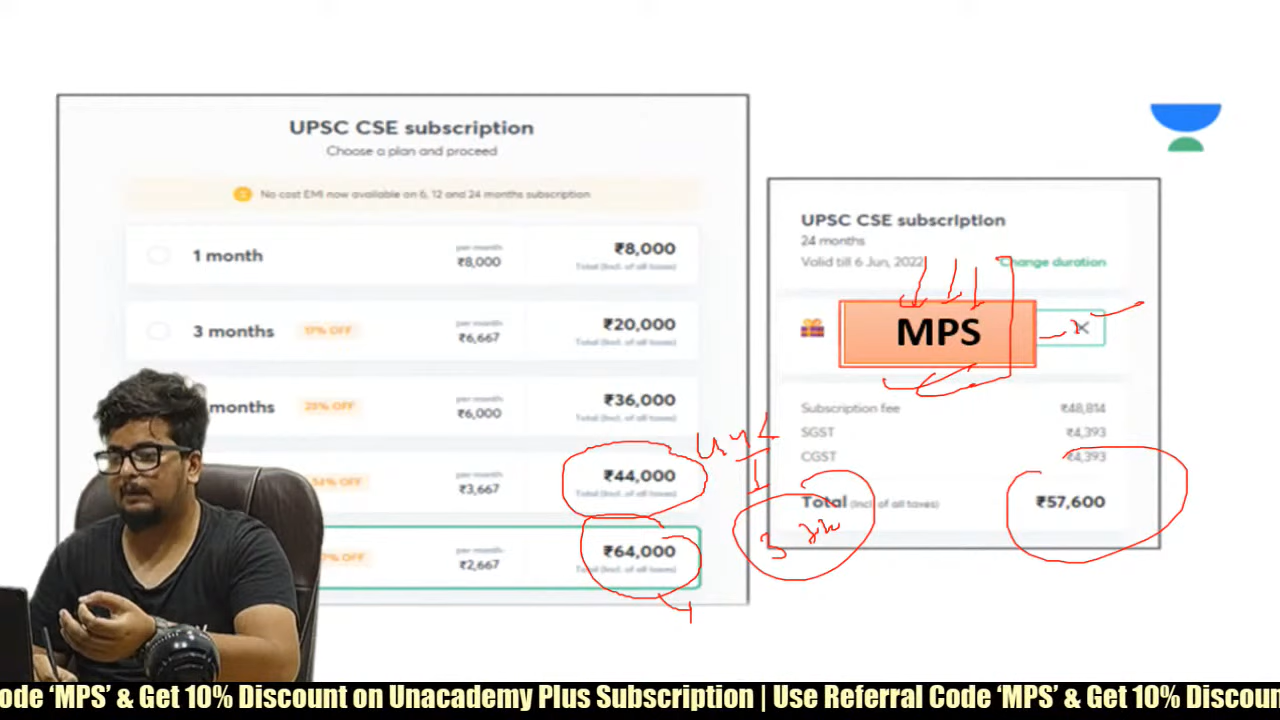 UPSC CSE subscription
Choose a plan and proceed
No cost EMI now available on 6, 12 and 24 months subscription
1 month
per month
₹8,000
₹8,000
Total (Incl. of all taxes)
3 months
17% OFF
₹6,667
per month
₹20,000
Total (Incl. of all taxes)
months
25% OFF
per month
₹6,000
₹36,000
Total (Incl. of all taxes)
54% OFF
per month
₹3,667
₹44,000
Total (Incl. of all taxes)
7% OFF
per month
₹2,667
₹64,000
Total (Incl. of all taxes)
UPSC CSE subscription
24 months
Valid till 6 Jun, 2022
Change duration
MPS
Subscription fee ₹48,814
SGST ₹4,393
CGST ₹4,393
Total (Incl. of all taxes) ₹57,600
ode ‘MPS’ & Get 10% Discount on Unacademy Plus Subscription | Use Referral Code ‘MPS’ & Get 10% Discoun